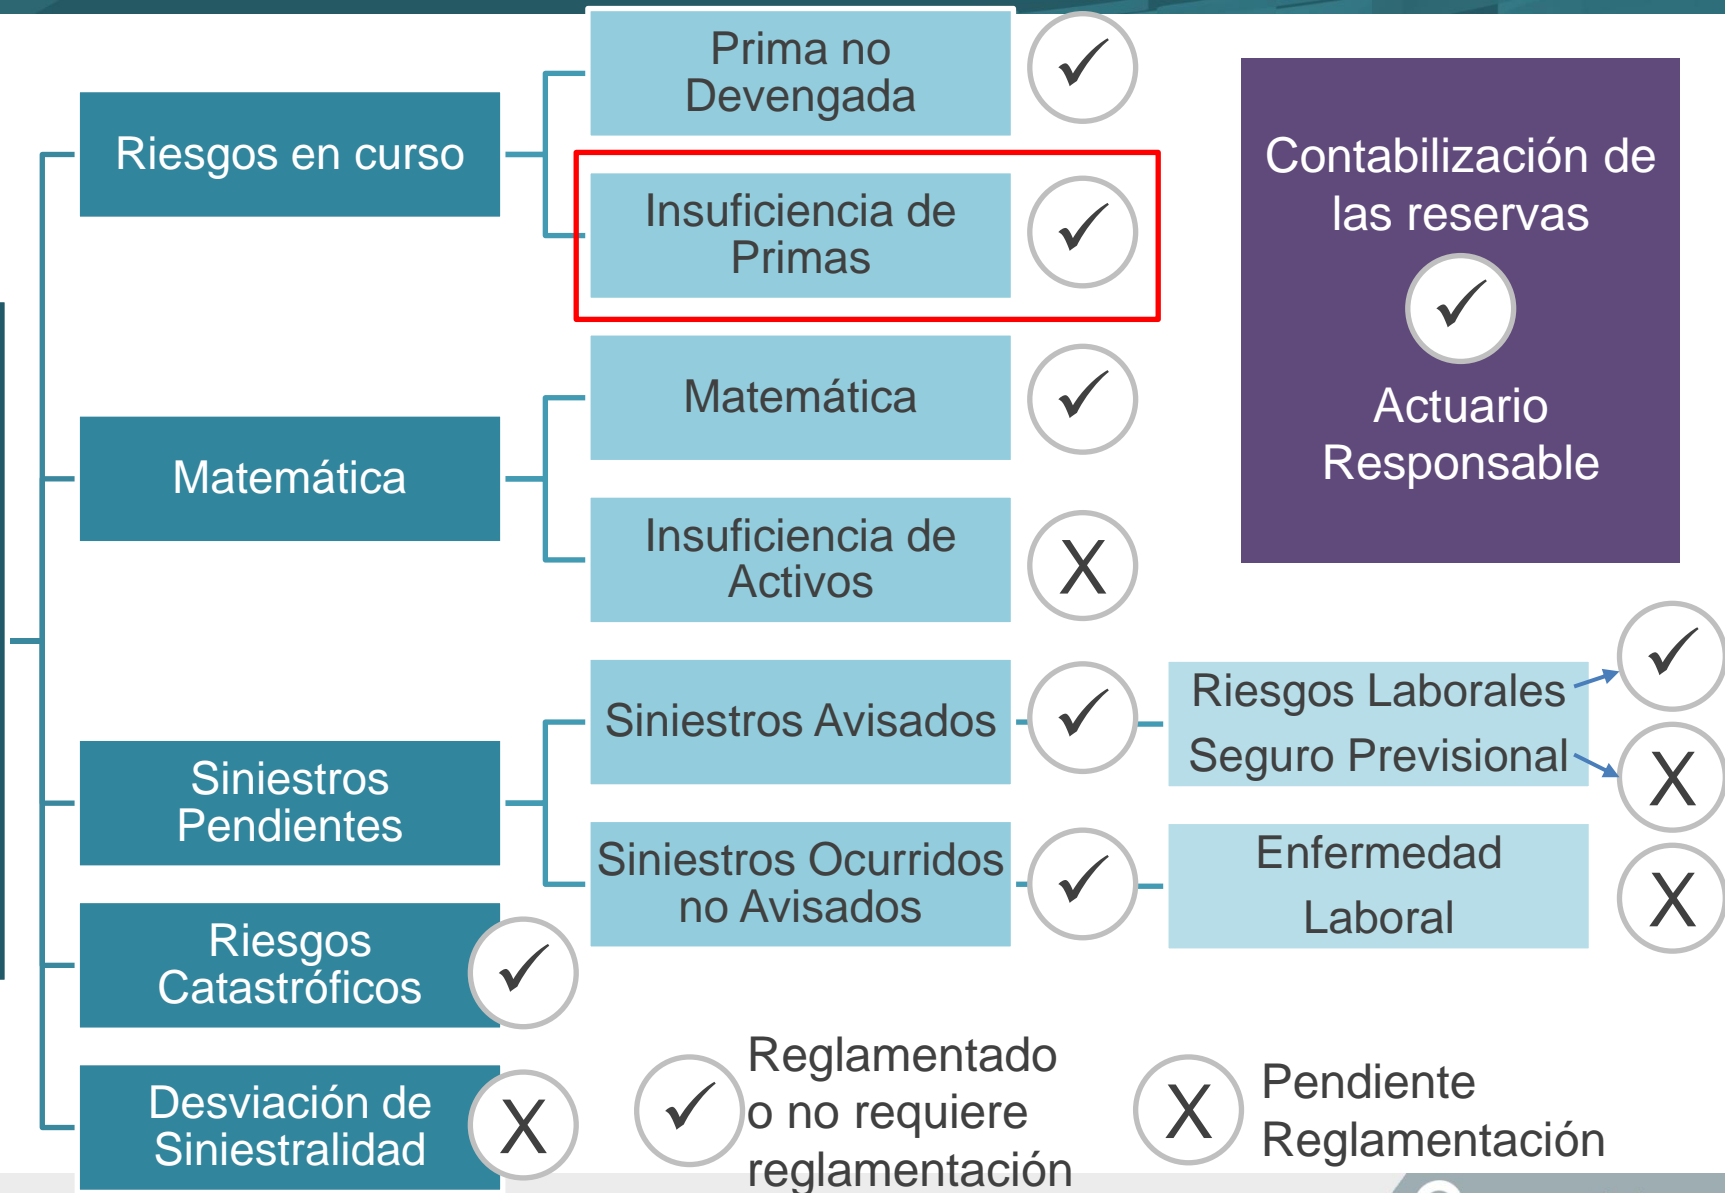 Prima no
Devengada
✓
Riesgos en curso
Insuficiencia de
Primas
✓
Contabilización de
las reservas
✓
Actuario
Responsable
Matemática
✓
Matemática
Insuficiencia de
Activos
X
Siniestros Avisados
✓
Riesgos Laborales
✓
Seguro Previsional
X
Siniestros
Pendientes
Siniestros Ocurridos
no Avisados
✓
Enfermedad
Laboral
X
Riesgos
Catastróficos
✓
Desviación de
Siniestralidad
X
✓
Reglamentado
o no requiere
reglamentación
X
Pendiente
Reglamentación